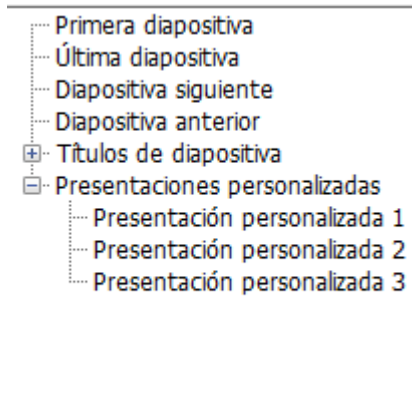 Primera diapositiva
Última diapositiva
Diapositiva siguiente
Diapositiva anterior
Títulos de diapositiva
Presentaciones personalizadas
Presentación personalizada 1
Presentación personalizada 2
Presentación personalizada 3